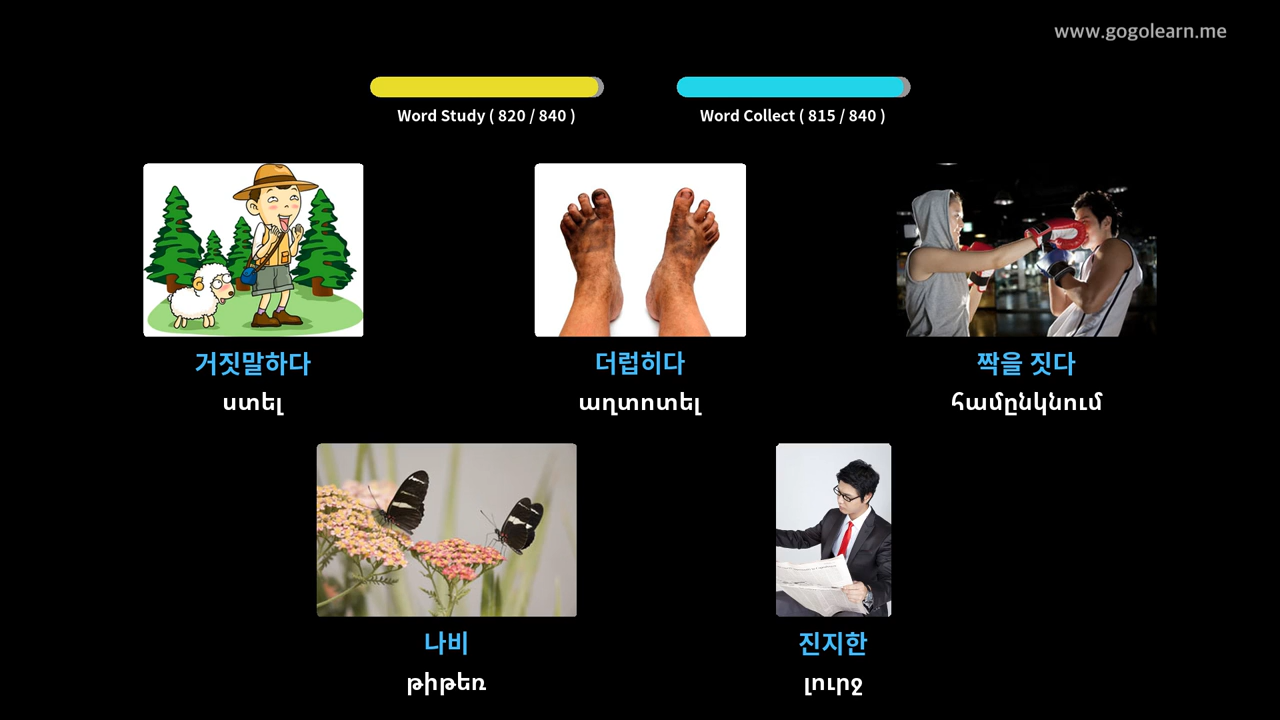 www.gogolearn.me
Word Study ( 820 / 840 )
Word Collect ( 815 / 840 )
거짓말하다
ստել
더럽히다
աղտոտել
짝을 짓다
համընկնում
나비
թիթեռ
진지한
լուրջ